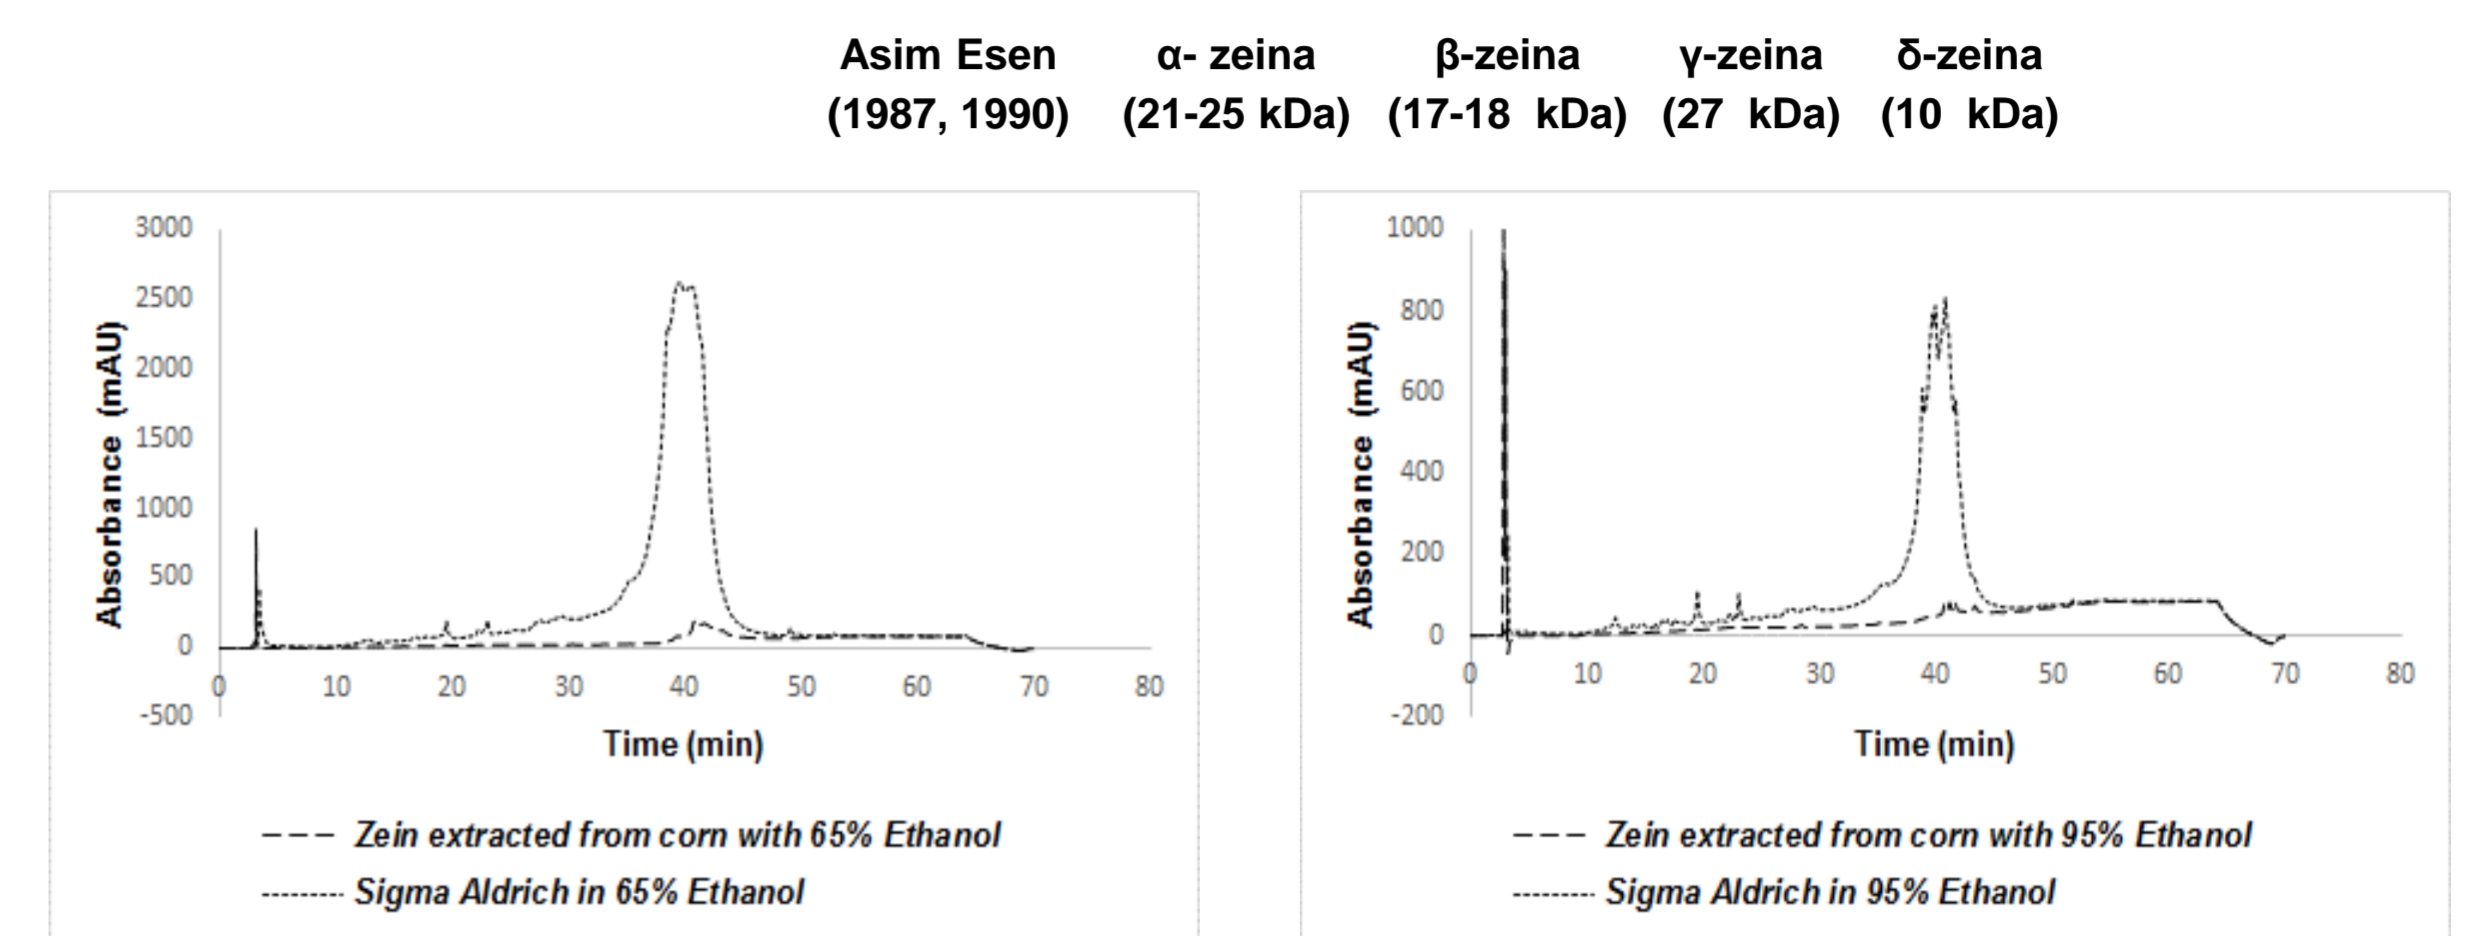 Asim Esen α- zeina β-zeina γ-zeina δ-zeina
(1987, 1990) (21-25 kDa) (17-18 kDa) (27 kDa) (10 kDa)
3000
2500
2000
1500
1000
500
0
-500
0 10 20 30 40 50 60 70 80
Absorbance (mAU)
Time (min)
Zein extracted from corn with 65% Ethanol
Sigma Aldrich in 65% Ethanol
1000
800
600
400
200
0
-200
0 10 20 30 40 50 60 70 80
Absorbance (mAU)
Time (min)
Zein extracted from corn with 95% Ethanol
Sigma Aldrich in 95% Ethanol